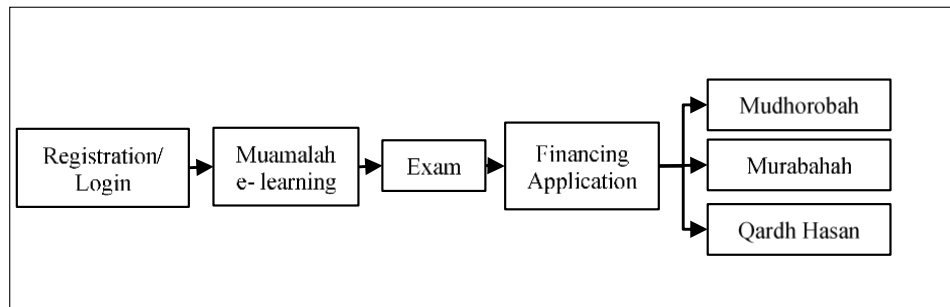 Registration/
Login
Muamalah
e- learning
Exam
Financing
Application
Mudhorobah
Murabahah
Qardh Hasan